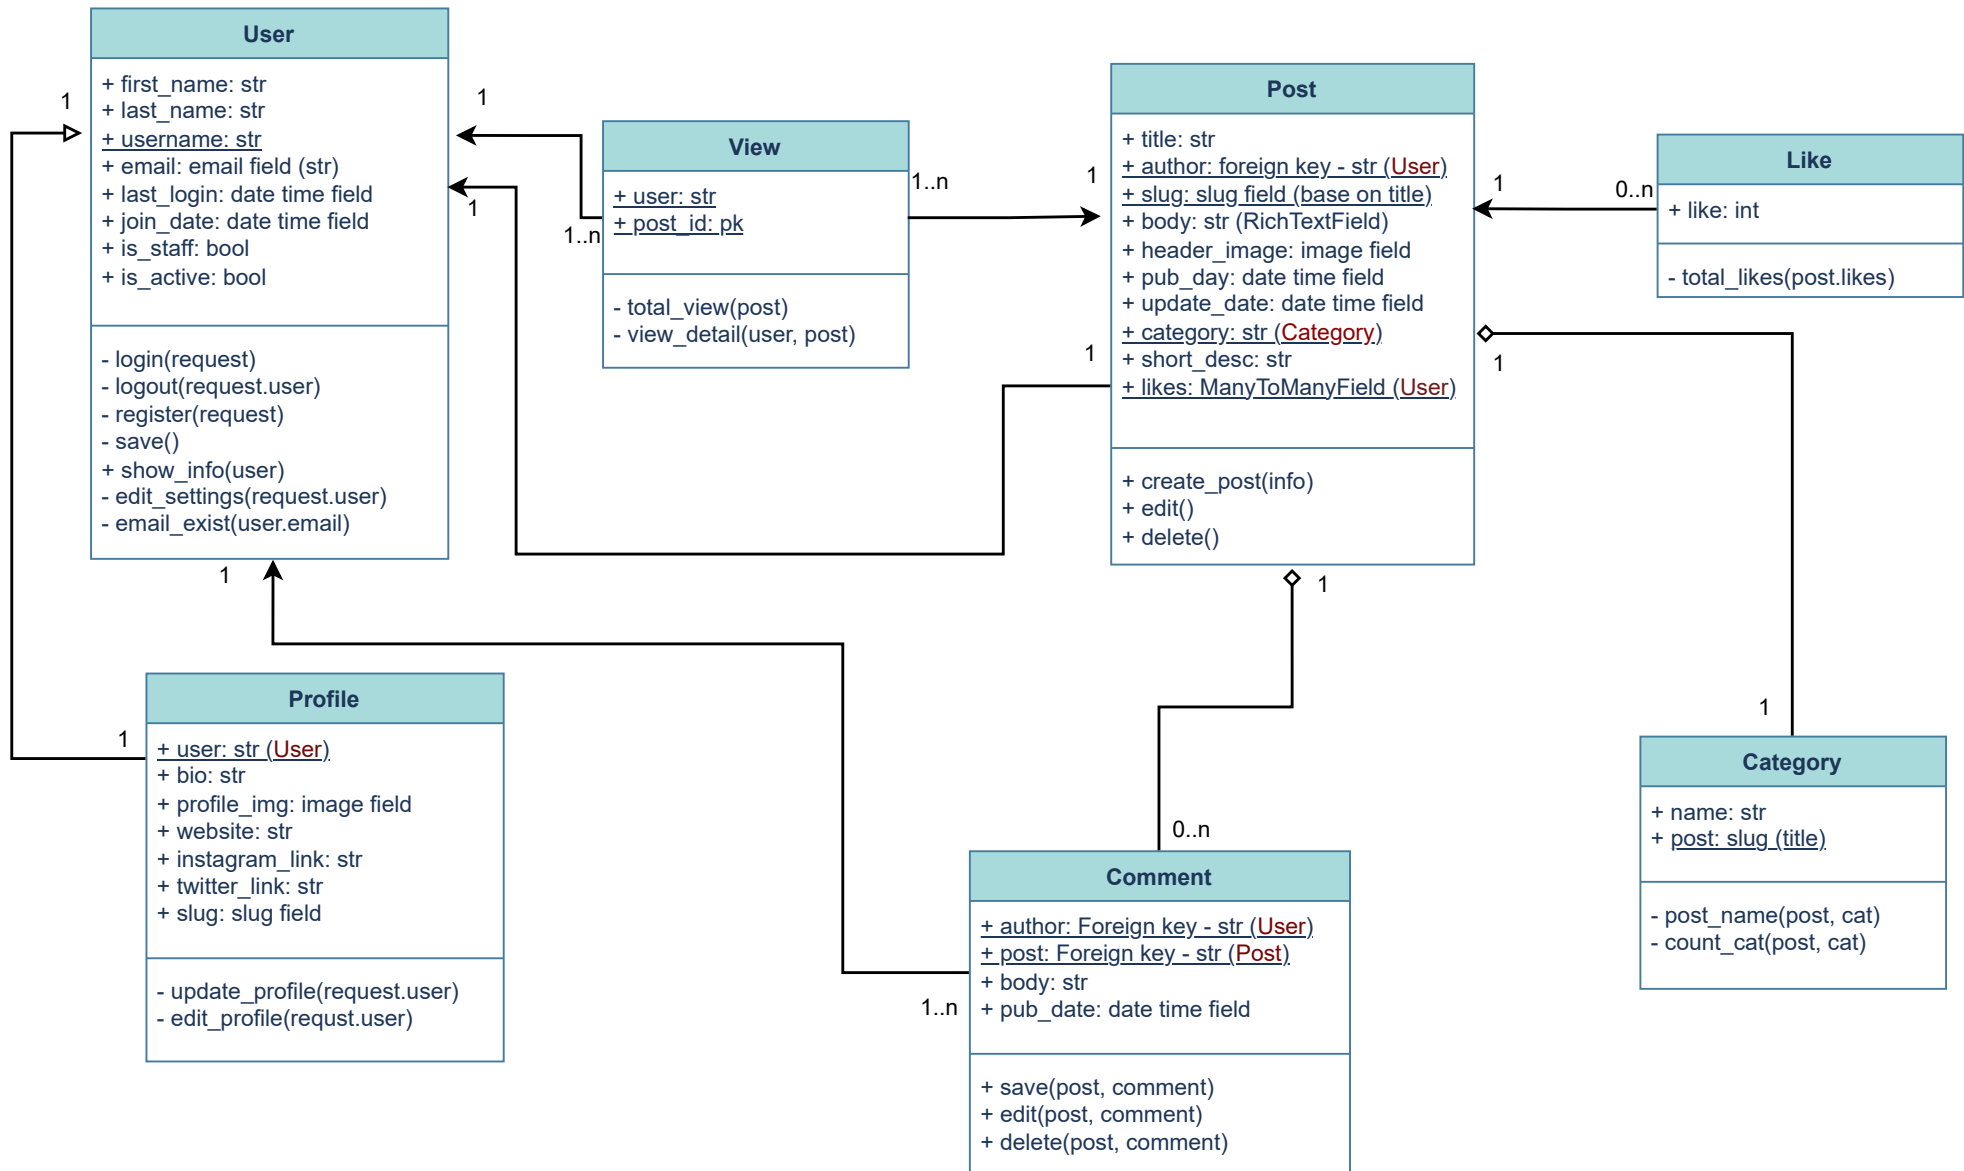 User
+ first_name: str
+ last_name: str
+ username: str
+ email: email field (str)
+ last_login: date time field
+ join_date: date time field
+ is_staff: bool
+ is_active: bool
- login(request)
- logout(request.user)
- register(request)
- save()
+ show_info(user)
- edit_settings(request.user)
- email_exist(user.email)
1
1
1
1
1
View
+ user: str
+ post_id: pk
- total_view(post)
- view_detail(user, post)
1..n
1..n
1
1
Post
+ title: str
+ author: foreign key - str (User)
+ slug: slug field (base on title)
+ body: str (RichTextField)
+ header_image: image field
+ pub_day: date time field
+ update_date: date time field
+ category: str (Category)
+ short_desc: str
+ likes: ManyToManyField (User)
+ create_post(info)
+ edit()
+ delete()
1
1
1
0..n
Like
+ like: int
- total_likes(post.likes)
Profile
+ user: str (User)
+ bio: str
+ profile_img: image field
+ website: str
+ instagram_link: str
+ twitter_link: str
+ slug: slug field
- update_profile(request.user)
- edit_profile(requst.user)
0..n
1..n
Comment
+ author: Foreign key - str (User)
+ post: Foreign key - str (Post)
+ body: str
+ pub_date: date time field
+ save(post, comment)
+ edit(post, comment)
+ delete(post, comment)
1
Category
+ name: str
+ post: slug (title)
- post_name(post, cat)
- count_cat(post, cat)